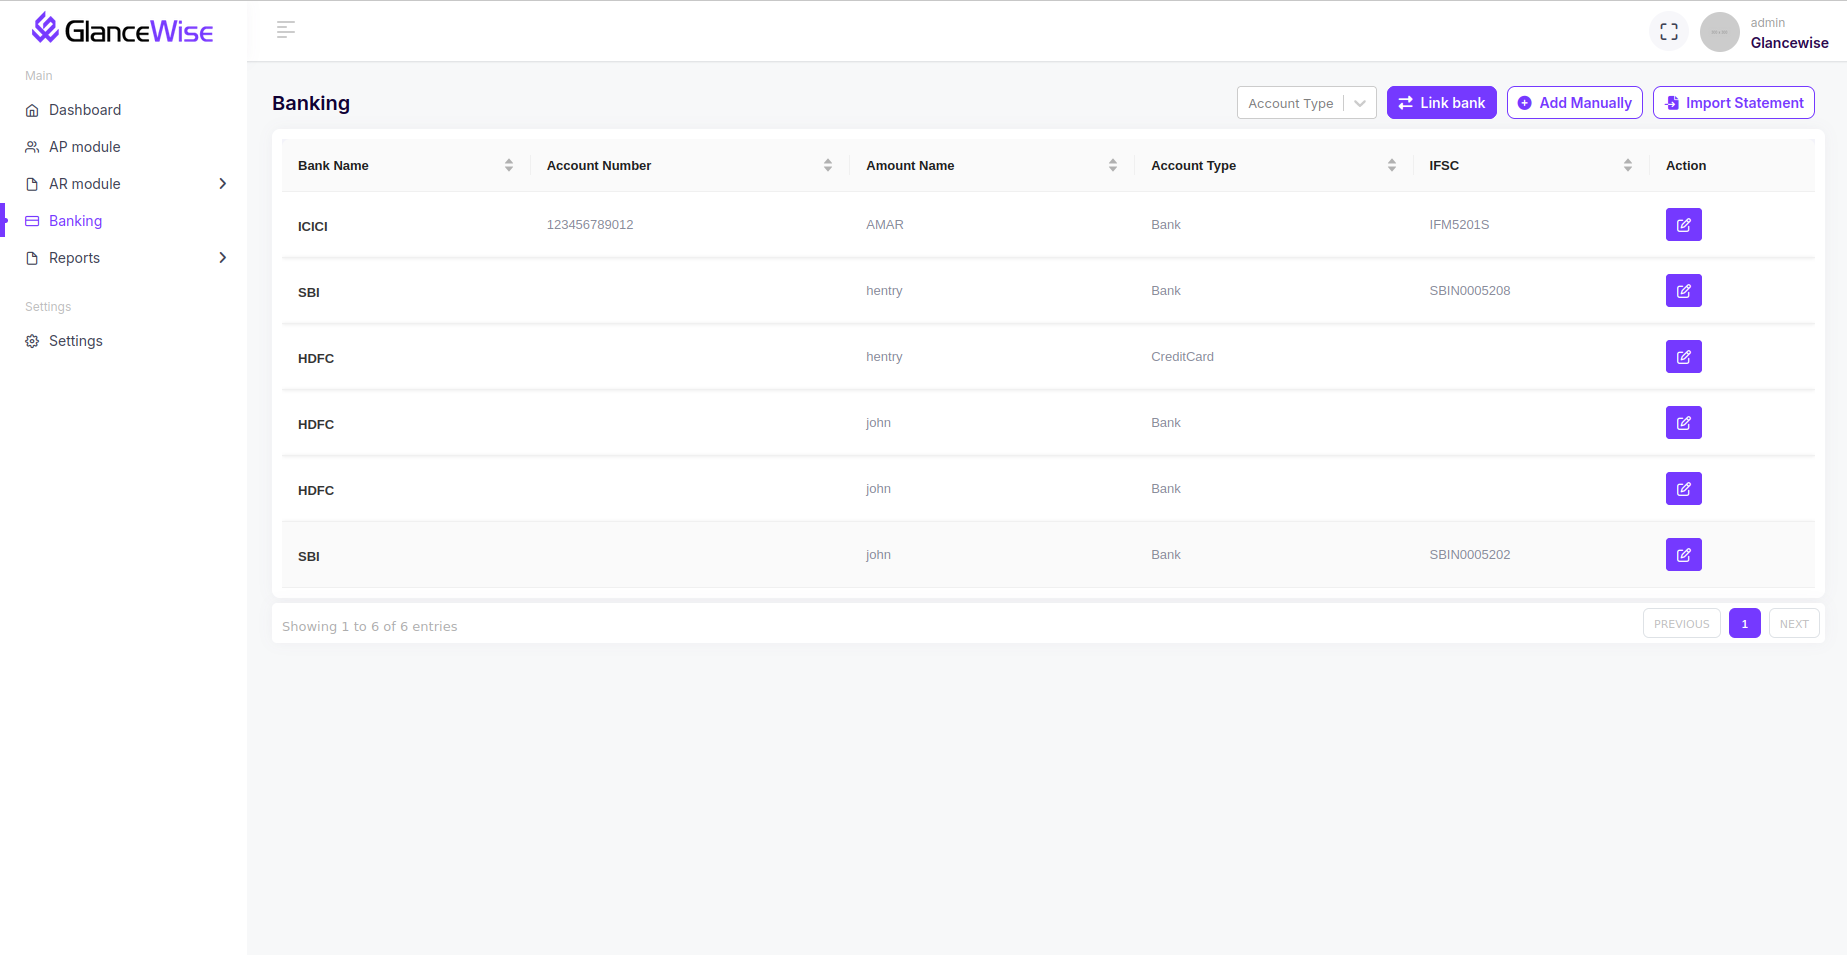 GlanceWise
admin
Glancewise
Main
Dashboard
AP module
AR module
Banking
Reports
Settings
Settings
Banking
Account Type
Link bank
Add Manually
Import Statement
Bank Name Account Number Amount Name Account Type IFSC Action
ICICI 123456789012 AMAR Bank IFM5201S
SBI hentry Bank SBIN0005208
HDFC hentry CreditCard
HDFC john Bank
HDFC john Bank
SBI john Bank SBIN0005202
Showing 1 to 6 of 6 entries
PREVIOUS 1 NEXT